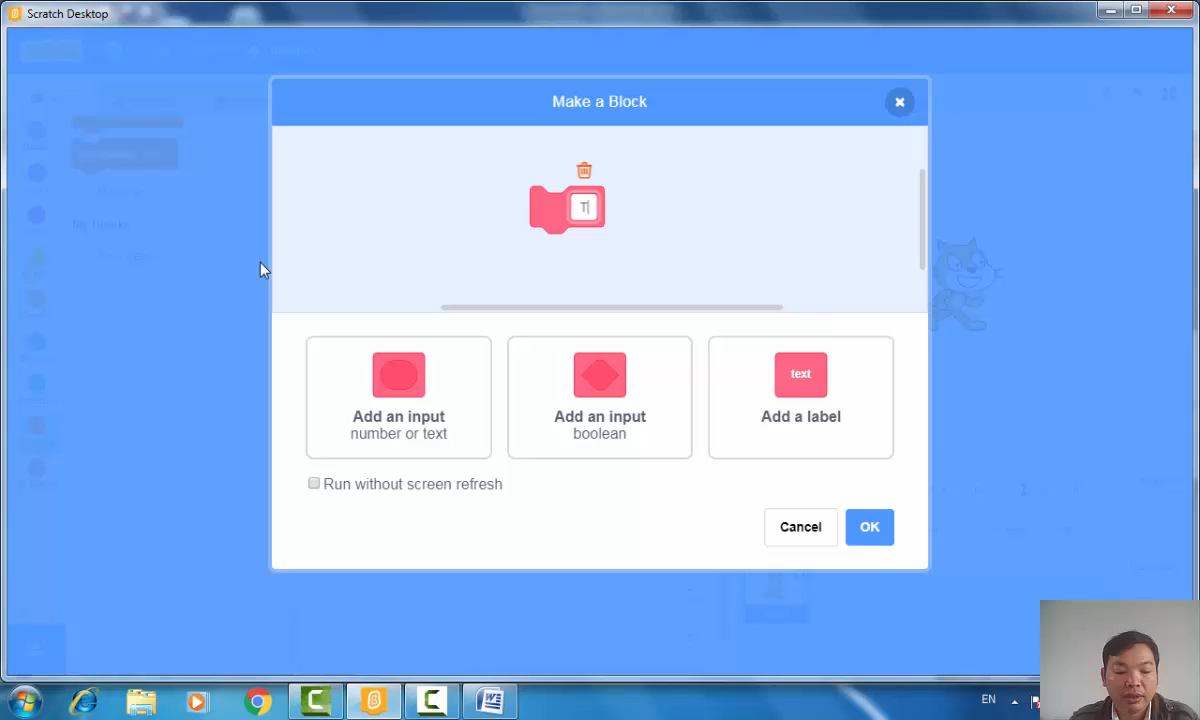 Scratch Desktop
Make a Block
T
text
Add an input
number or text
Add an input
boolean
Add a label
Run without screen refresh
Cancel
OK
EN